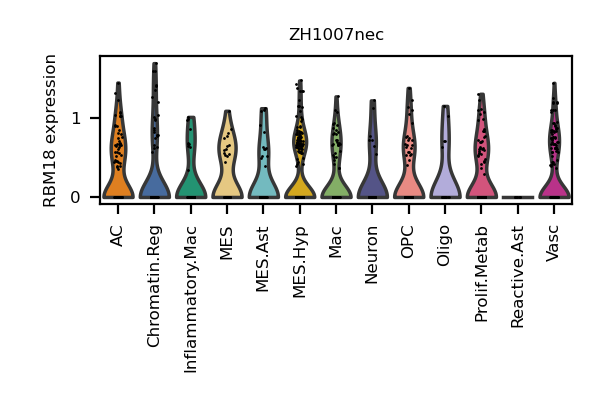 ZH1007nec
RBM18 expression
1
0
AC
Chromatin.Reg
Inflammatory.Mac
MES
MES.Ast
MES.Hyp
Mac
Neuron
OPC
Oligo
Prolif.Metab
Reactive.Ast
Vasc